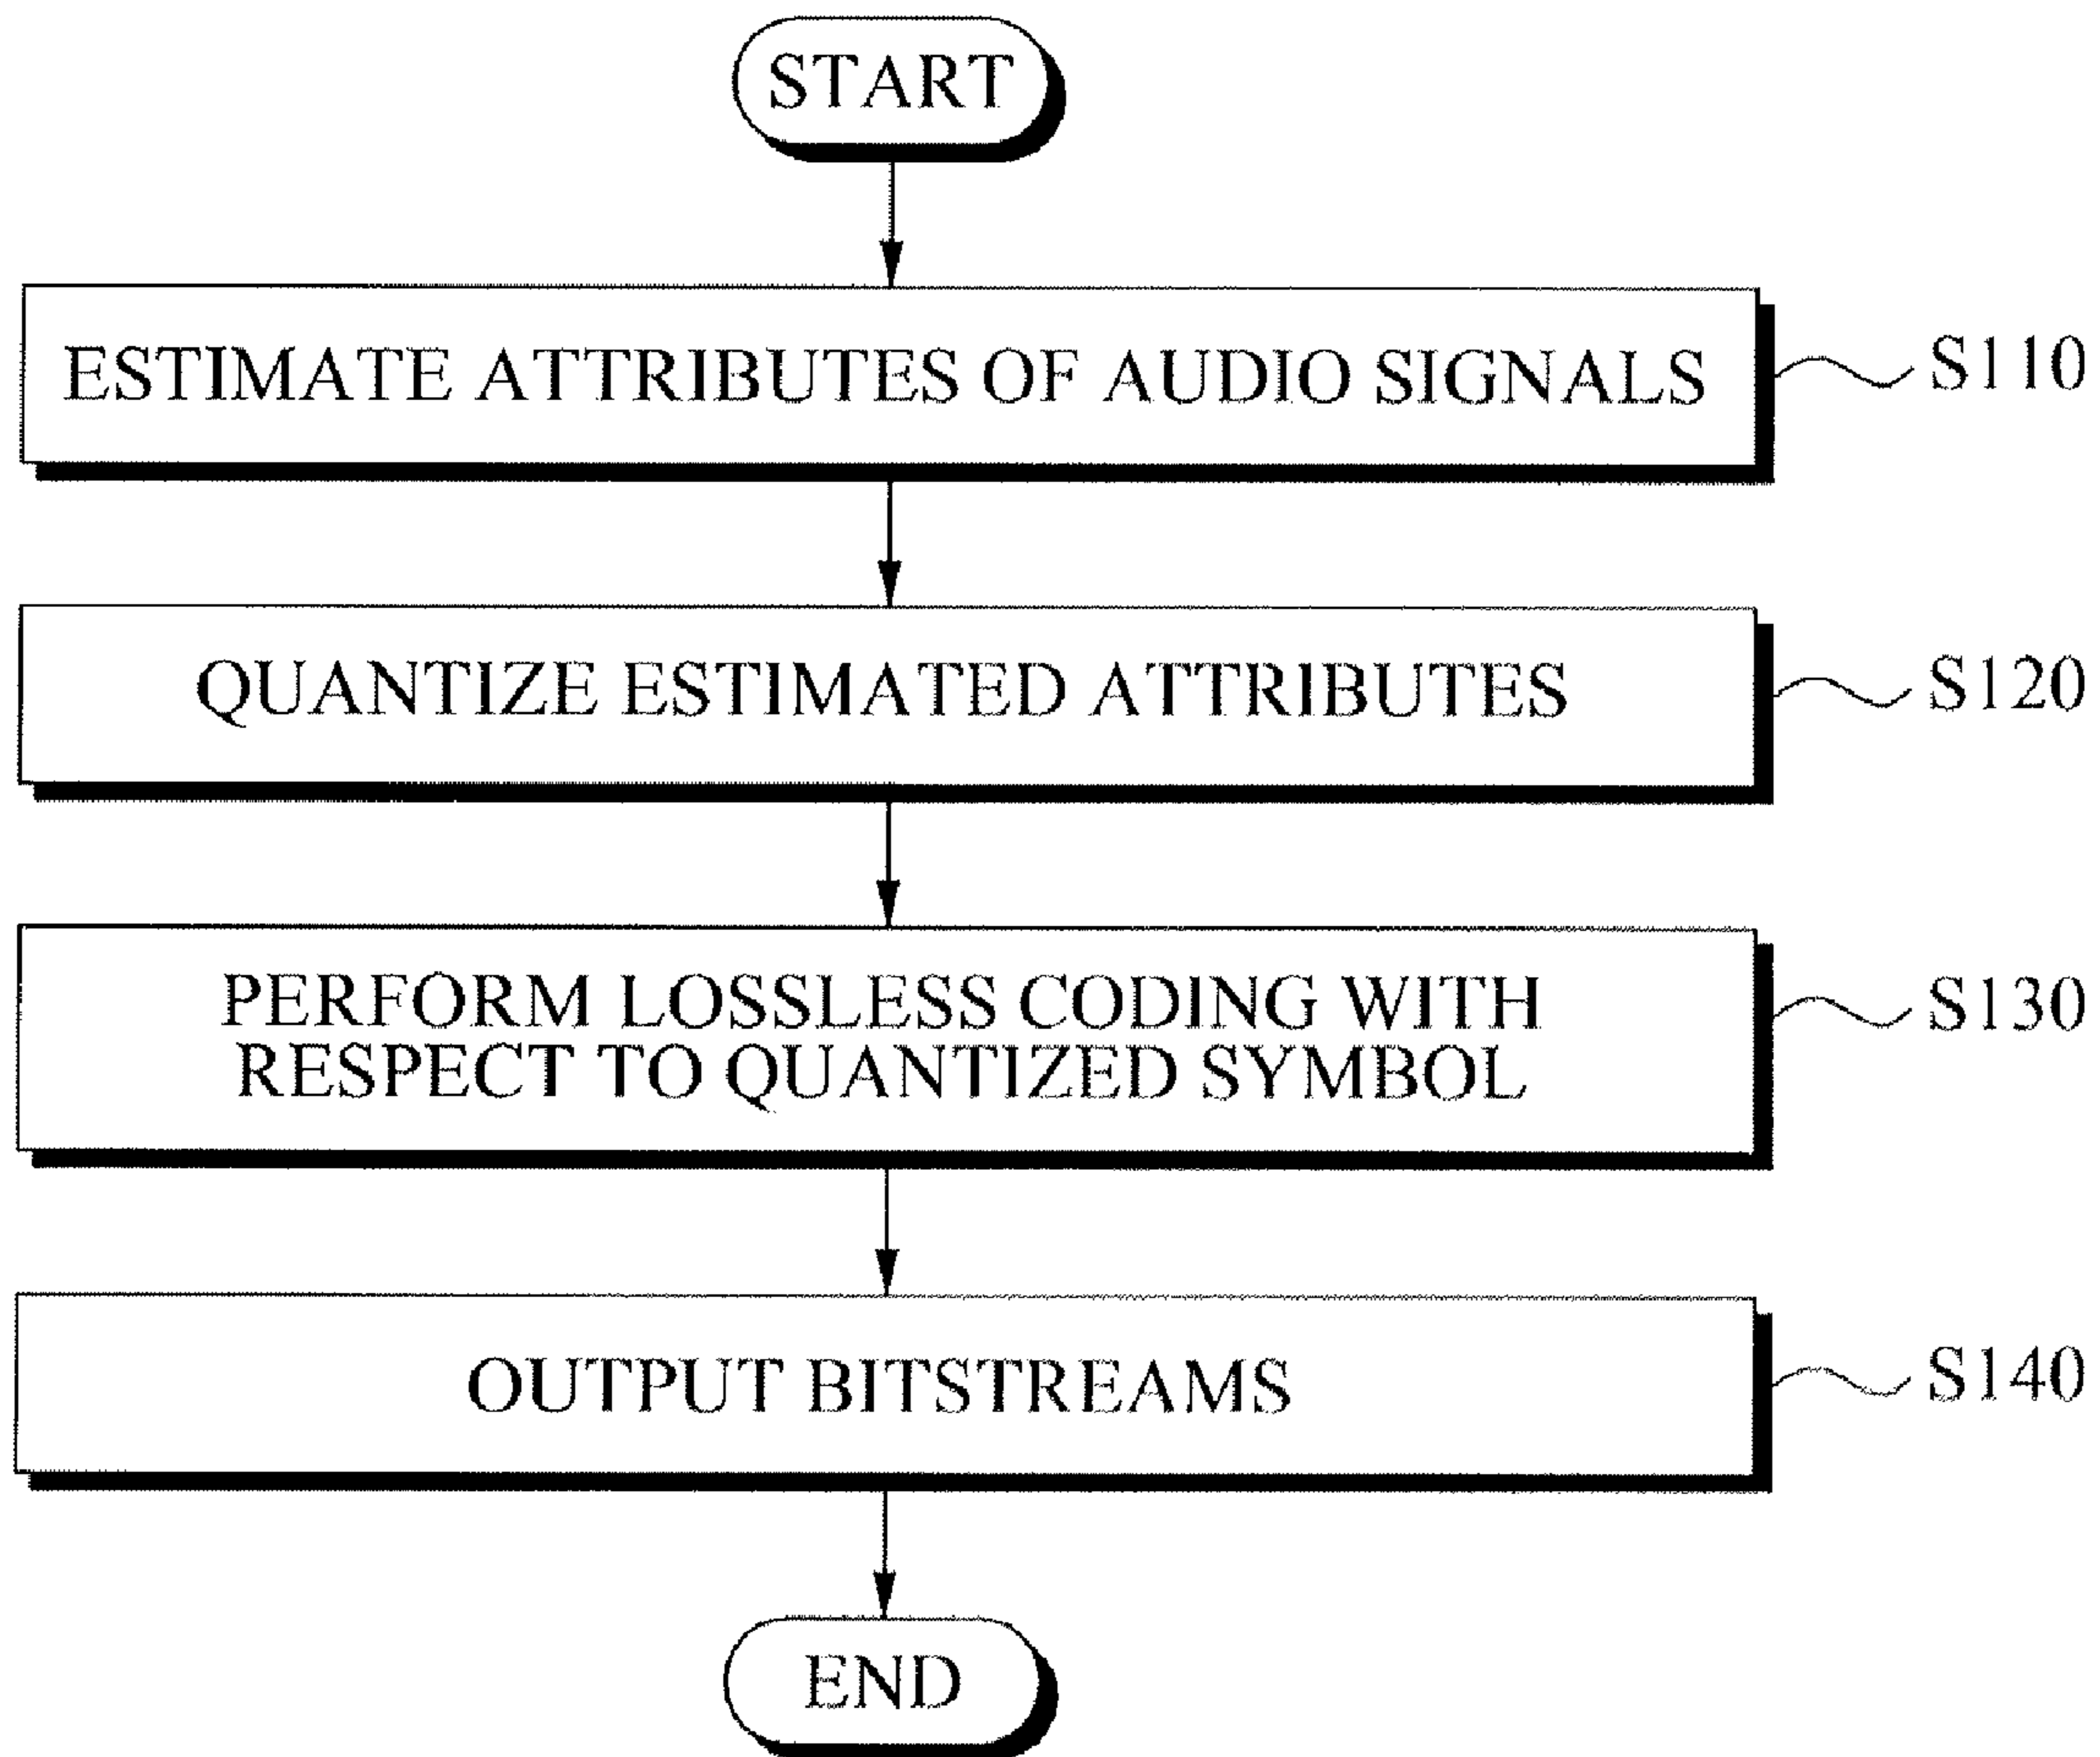 START
ESTIMATE ATTRIBUTES OF AUDIO SIGNALS
S110
QUANTIZE ESTIMATED ATTRIBUTES
S120
PERFORM LOSSLESS CODING WITH
RESPECT TO QUANTIZED SYMBOL
S130
OUTPUT BITSTREAMS
S140
END